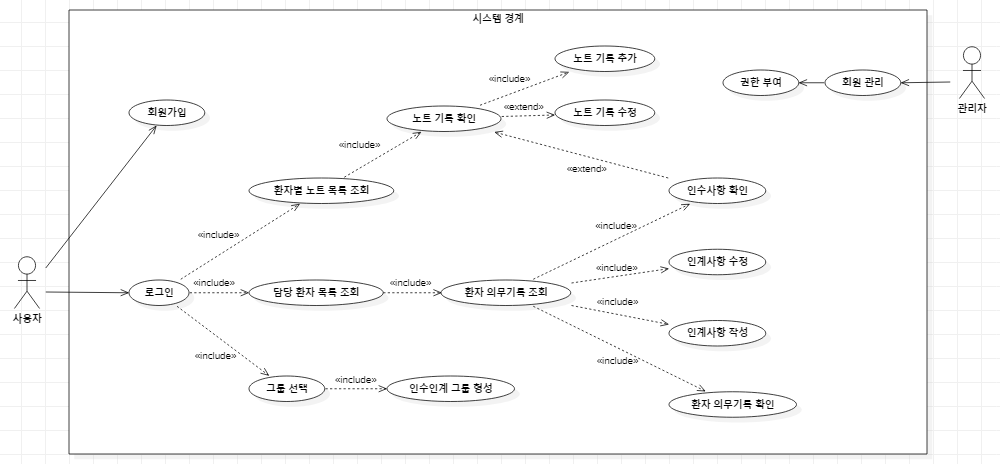 시스템 경계
노트 기록 추가
«include»
권한 부여
회원 관리
관리자
회원가입
노트 기록 확인
«extend»
노트 기록 수정
«include»
«extend»
환자별 노트 목록 조회
인수사항 확인
«include»
«include»
인계사항 수정
«include»
사용자
로그인
«include»
담당 환자 목록 조회
«include»
환자 의무기록 조회
«include»
인계사항 작성
«include»
«include»
그룹 선택
«include»
인수인계 그룹 형성
환자 의무기록 확인